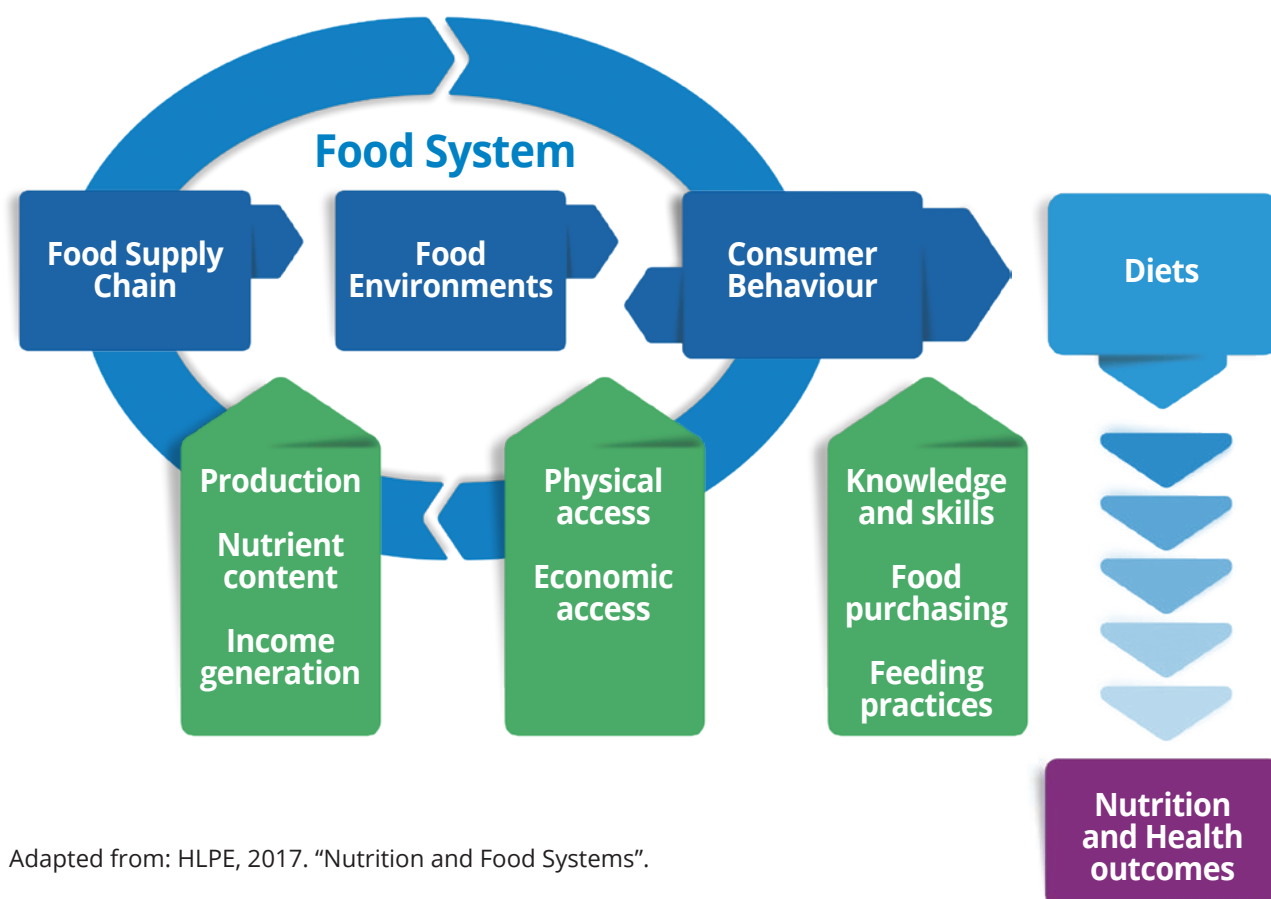 Food System
Food Supply
Chain
Food
Environments
Consumer
Behaviour
Diets
Production
Nutrient
content
Income
generation
Physical
access
Economic
access
Knowledge
and skills
Food
purchasing
Feeding
practices
Nutrition
and Health
outcomes
Adapted from: HLPE, 2017. “Nutrition and Food Systems”.